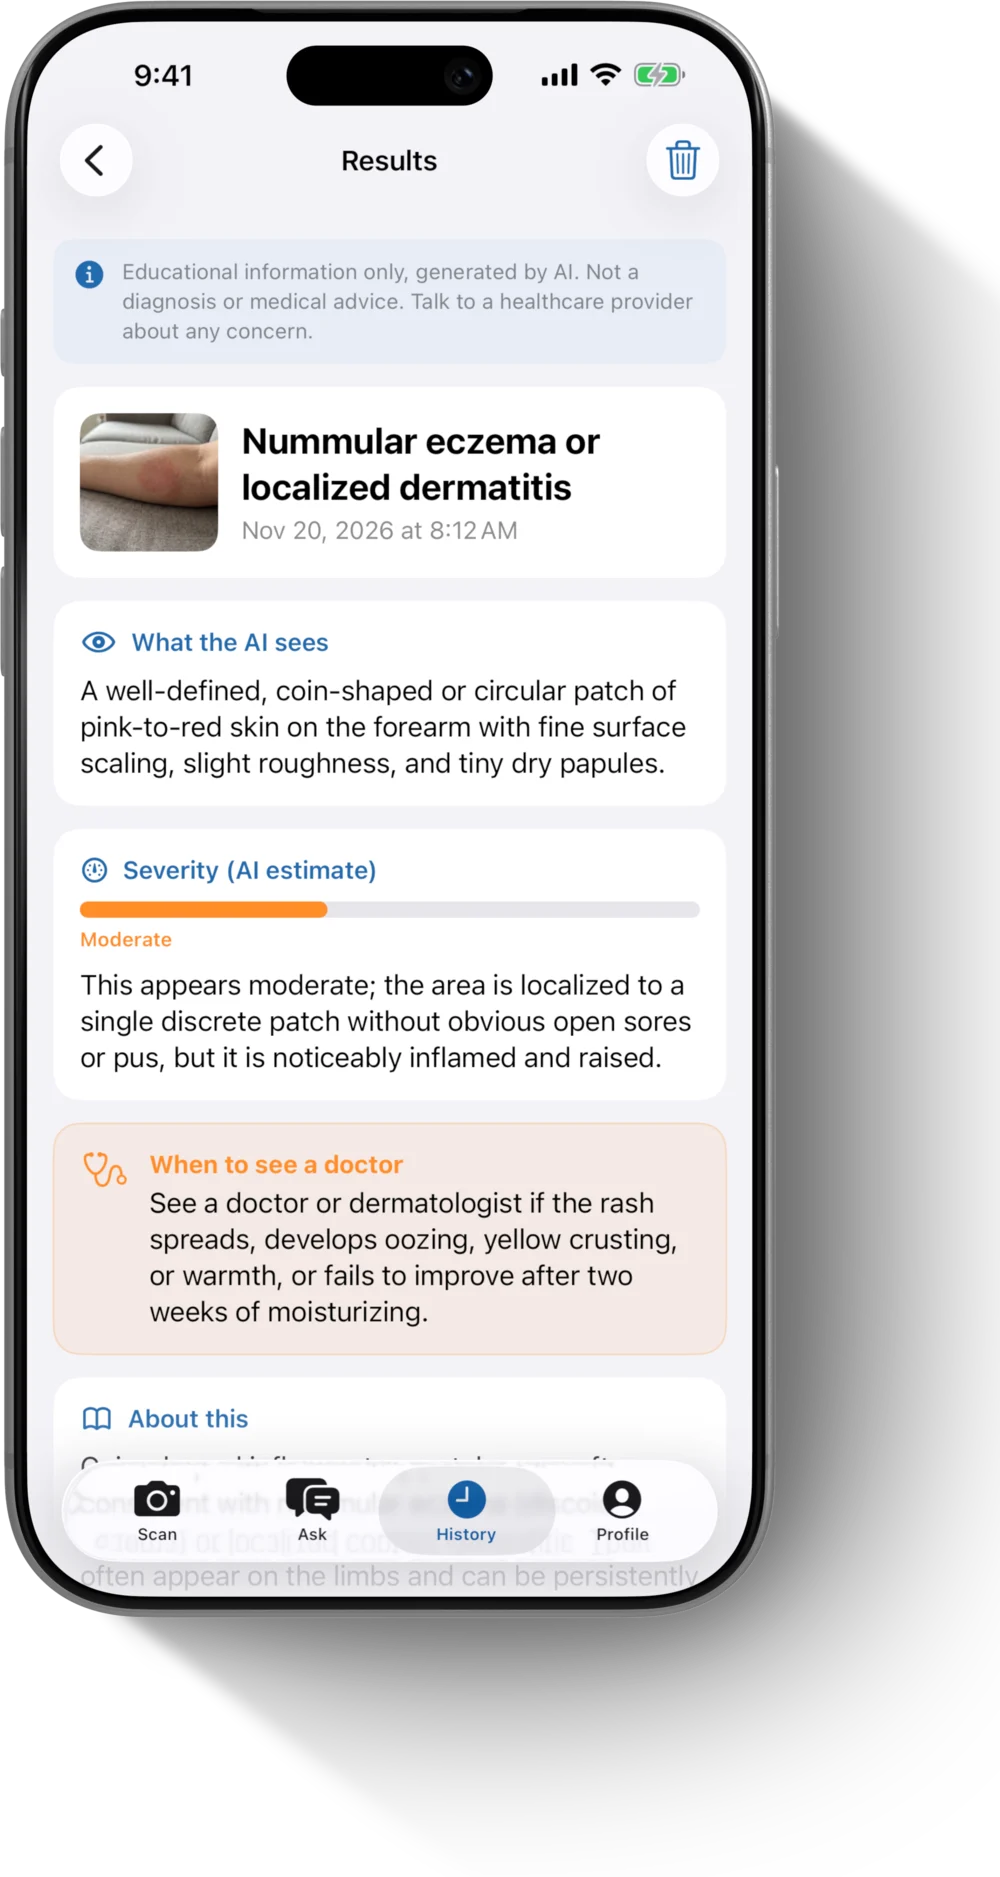 9:41
Results
Educational information only, generated by AI. Not a
diagnosis or medical advice. Talk to a healthcare provider
about any concern.
Nummular eczema or
localized dermatitis
Nov 20, 2026 at 8:12 AM
What the AI sees
A well-defined, coin-shaped or circular patch of
pink-to-red skin on the forearm with fine surface
scaling, slight roughness, and tiny dry papules.
Severity (AI estimate)
Moderate
This appears moderate; the area is localized to a
single discrete patch without obvious open sores
or pus, but it is noticeably inflamed and raised.
When to see a doctor
See a doctor or dermatologist if the rash
spreads, develops oozing, yellow crusting,
or warmth, or fails to improve after two
weeks of moisturizing.
About this
Scan
Ask
History
Profile
often appear on the limbs and can be persistently